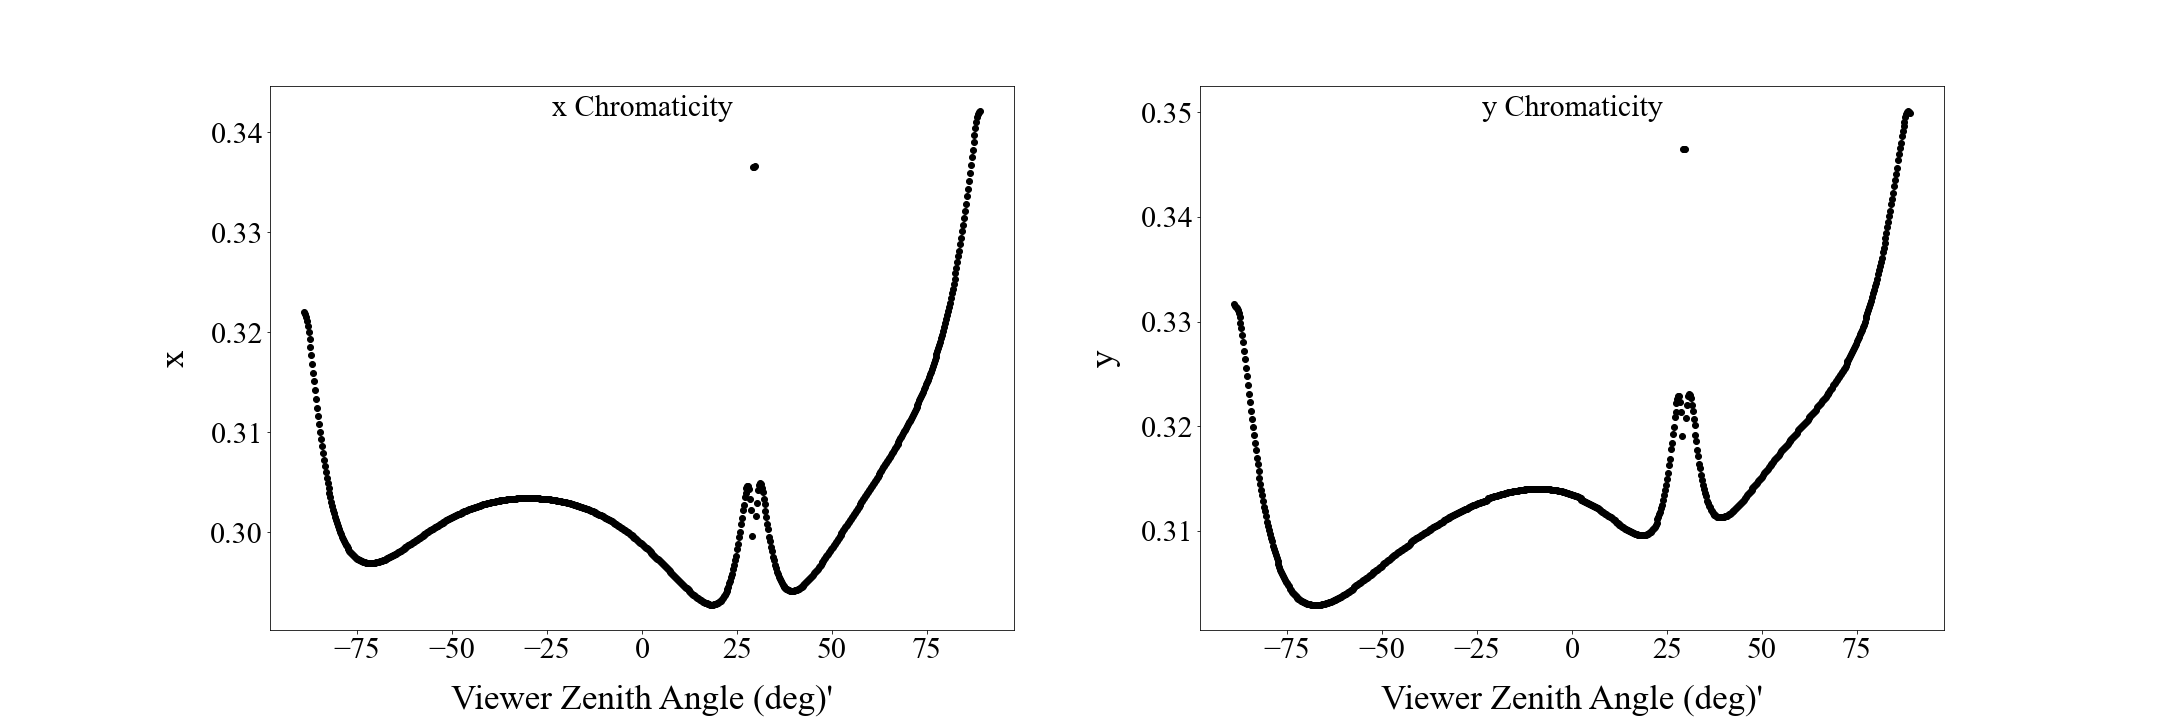 x Chromaticity
x
0.34
0.33
0.32
0.31
0.30
−75 −50 −25 0 25 50 75
Viewer Zenith Angle (deg)'
y Chromaticity
y
0.35
0.34
0.33
0.32
0.31
−75 −50 −25 0 25 50 75
Viewer Zenith Angle (deg)'